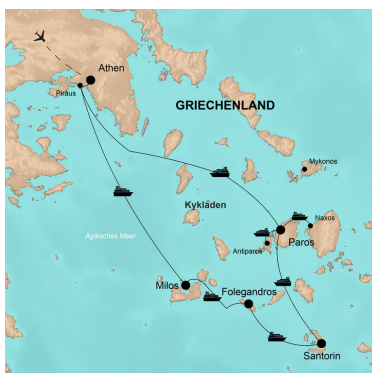 Athen
Piräus
GRIECHENLAND
Mykonos
Kykladen
Naxos
Ägäisches Meer
Paros
Antiparos
Milos
Folegandros
Santorin